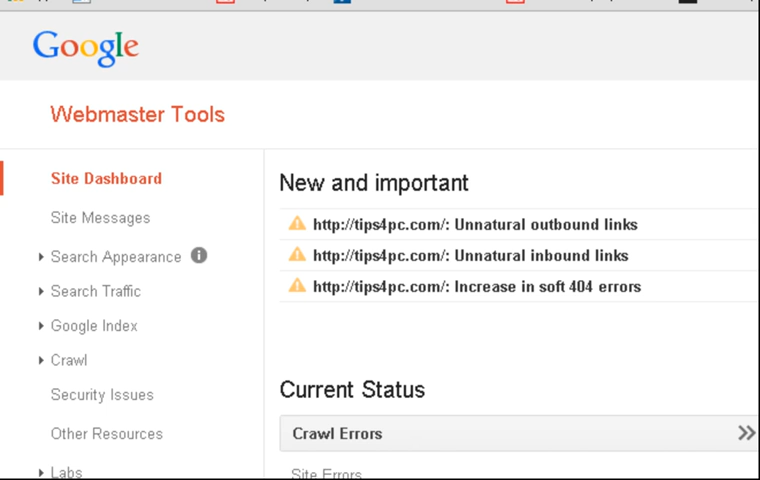 Google
Webmaster Tools
Site Dashboard
Site Messages
Search Appearance
Search Traffic
Google Index
Crawl
Security Issues
Other Resources
Labs
New and important
http://tips4pc.com/: Unnatural outbound links
http://tips4pc.com/: Unnatural inbound links
http://tips4pc.com/: Increase in soft 404 errors
Current Status
Crawl Errors
Site Errors